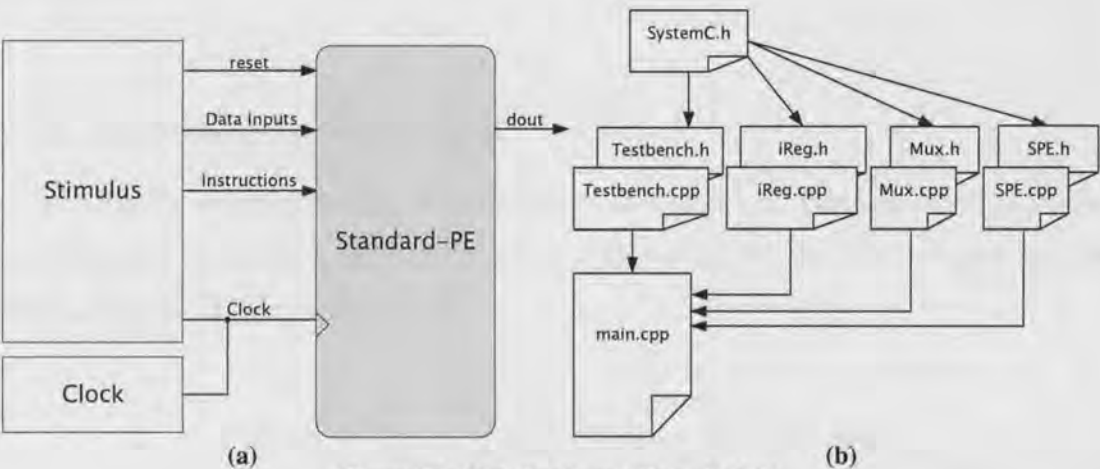 reset
Data Inputs
Stimulus
Instructions
Standard-PE
Clock
Clock
dout
(a)
SystemC.h
Testbench.h
iReg.h
Mux.h
SPE.h
Testbench.cpp
iReg.cpp
Mux.cpp
SPE.cpp
main.cpp
(b)